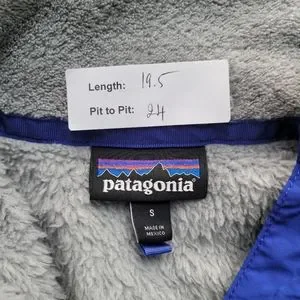 Length: 19.5
Pit to Pit: 24
patagonia®
S
MADE IN
MEXICO